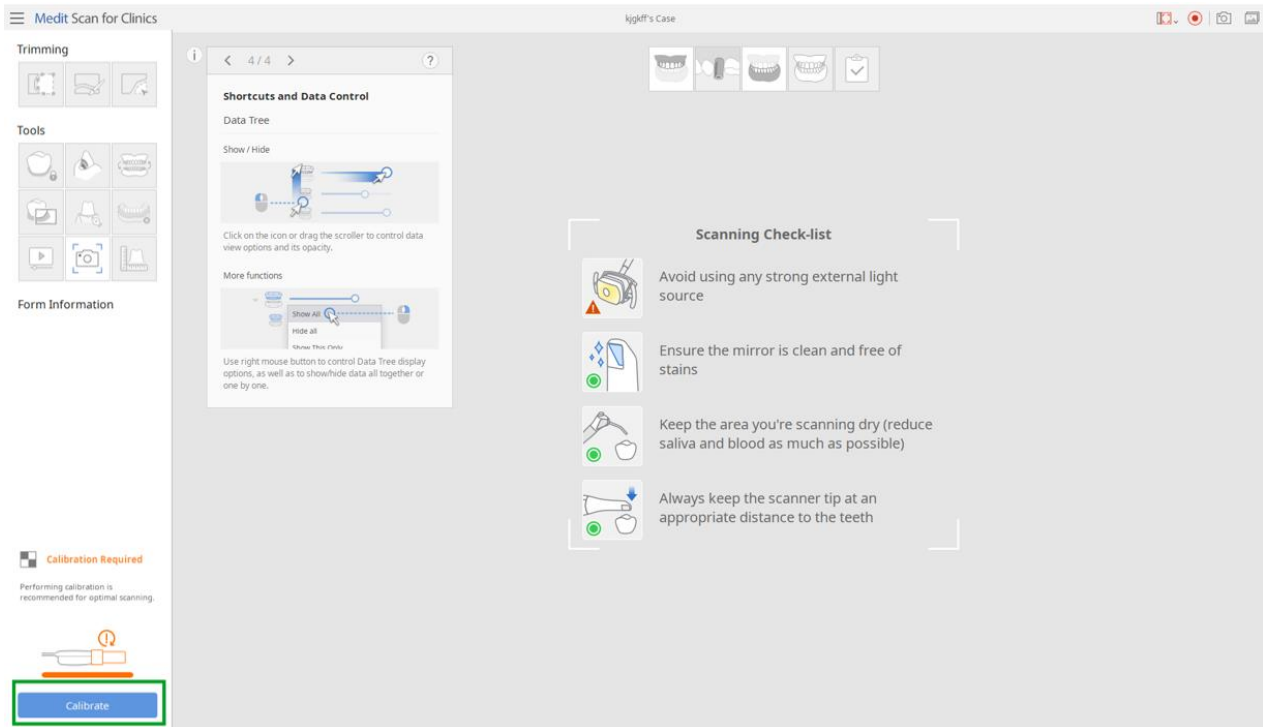 Medit Scan for Clinics
kjgkff's Case
Trimming
Tools
Form Information
Calibration Required
Performing calibration is
recommended for optimal scanning.
Calibrate
i
< 4 / 4 >
?
Shortcuts and Data Control
Data Tree
Show / Hide
Click on the icon or drag the scroller to control data
view options and its opacity.
More functions
Show All
Hide all
Show This Only
Use right mouse button to control Data Tree display
options, as well as to show/hide data all together or
one by one.
Scanning Check-list
Avoid using any strong external light
source
Ensure the mirror is clean and free of
stains
Keep the area you're scanning dry (reduce
saliva and blood as much as possible)
Always keep the scanner tip at an
appropriate distance to the teeth